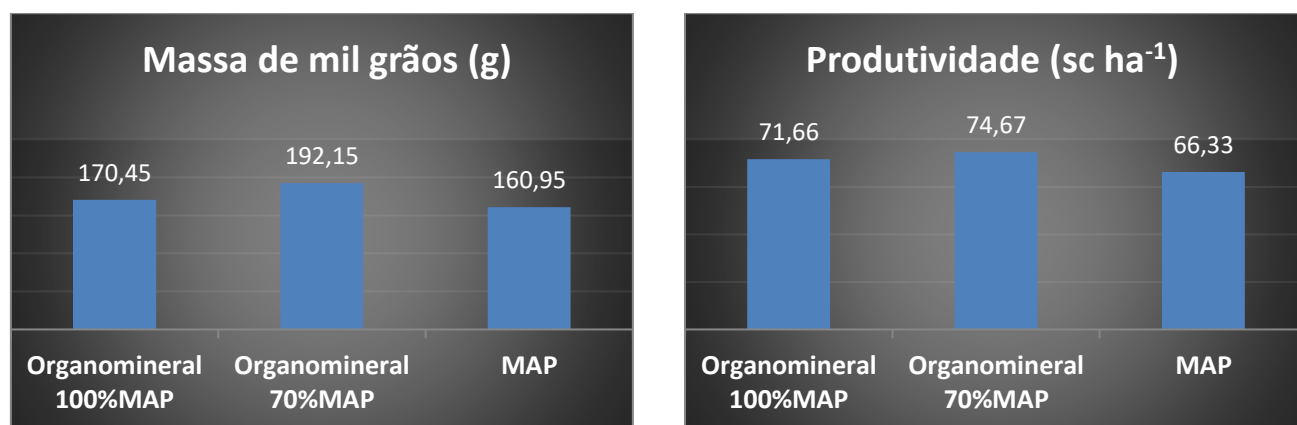 Massa de mil grãos (g)
170,45
192,15
160,95
Organomineral
100%MAP
Organomineral
70%MAP
MAP
Produtividade (sc ha⁻¹)
71,66
74,67
66,33
Organomineral
100%MAP
Organomineral
70%MAP
MAP